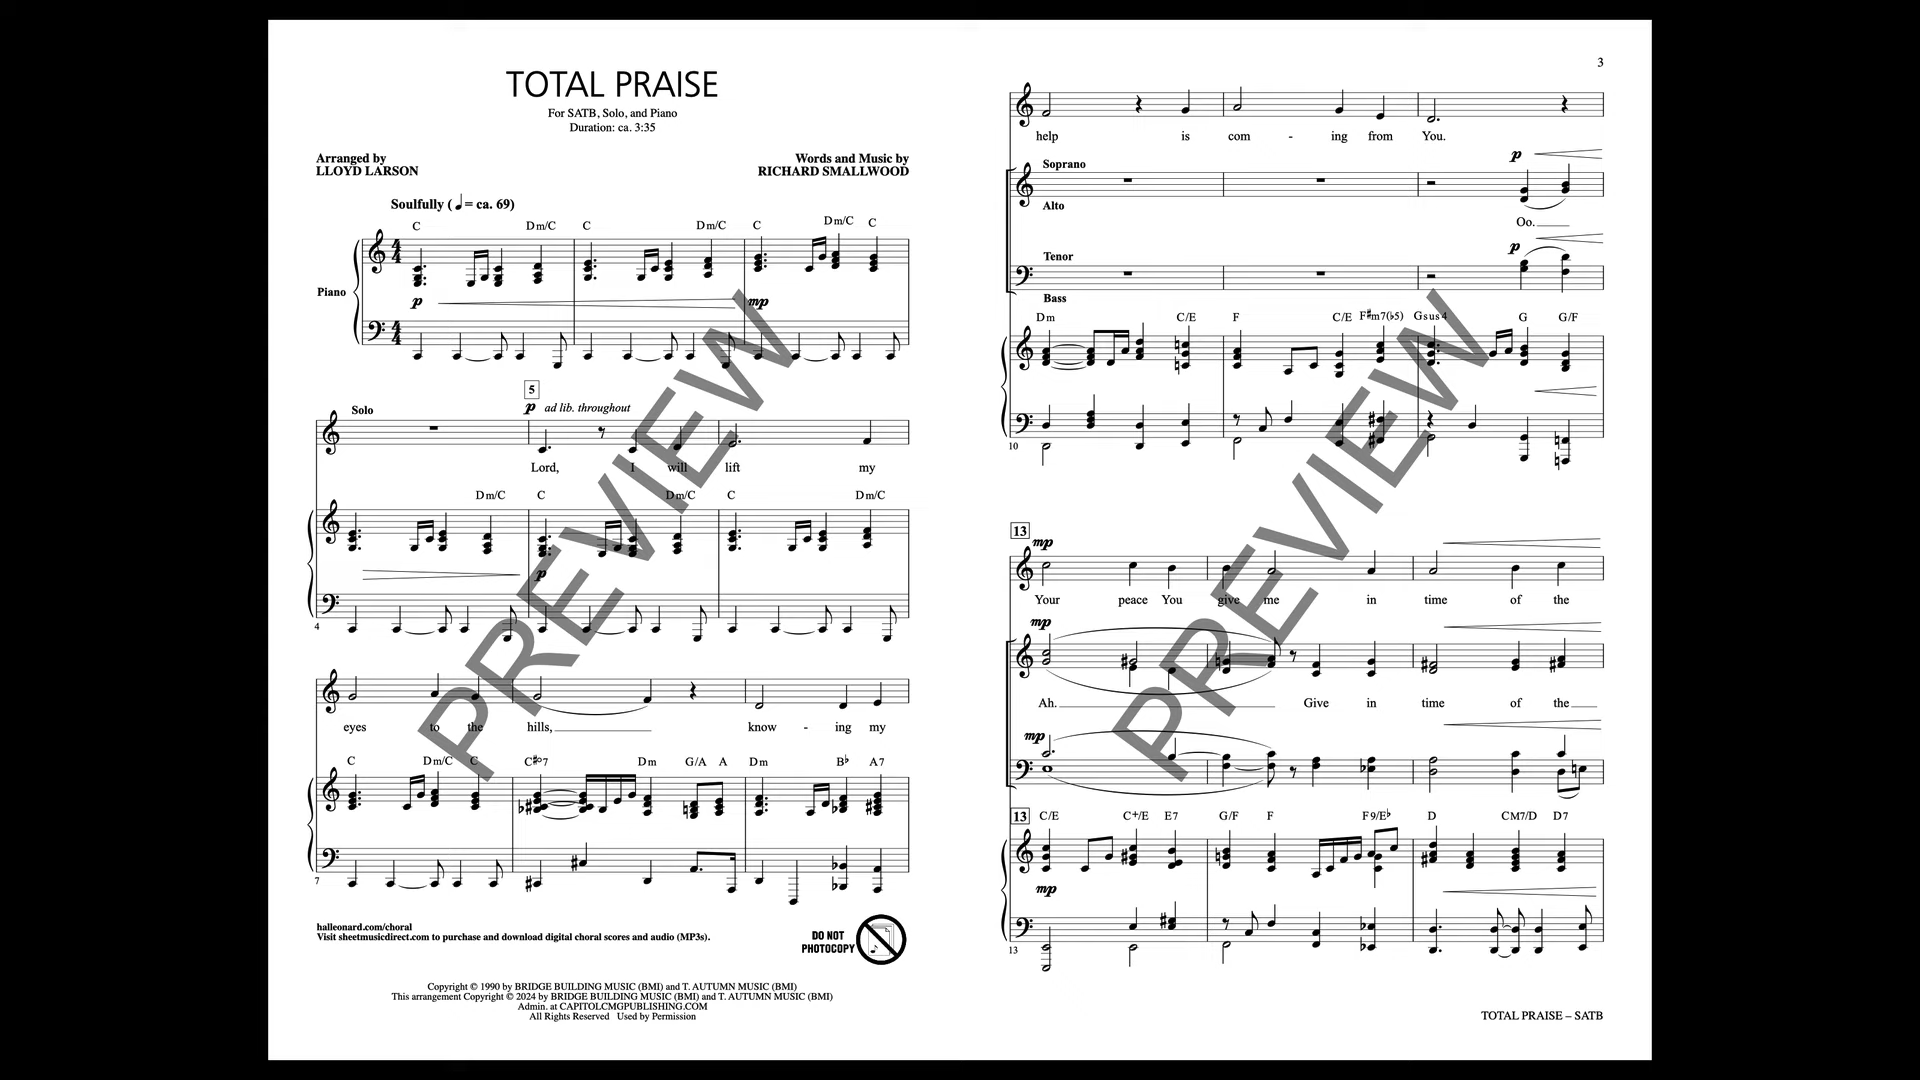 TOTAL PRAISE
For SATB, Solo, and Piano
Duration: ca. 3:35
Arranged by
LLOYD LARSON
Words and Music by
RICHARD SMALLWOOD
Soulfully (♩= ca. 69)
C Dm/C C Dm/C C Dm/C C
Piano
p mp
5
Solo
p ad lib. throughout
Lord, I will lift my
Dm/C C Dm/C C Dm/C
p
4
eyes to the hills, know - ing my
C Dm/C C C#o7 Dm G/A A Dm B♭ A7
7
halleonard.com/choral
Visit sheetmusicdirect.com to purchase and download digital choral scores and audio (MP3s).
DO NOT
PHOTOCOPY
Copyright © 1990 by BRIDGE BUILDING MUSIC (BMI) and T. AUTUMN MUSIC (BMI)
This arrangement Copyright © 2024 by BRIDGE BUILDING MUSIC (BMI) and T. AUTUMN MUSIC (BMI)
Admin. at CAPITOLCMGPUBLISHING.COM
All Rights Reserved Used by Permission
PREVIEW
3
help is com - ing from You.
p
Soprano
Alto
Oo.
p
Tenor
Bass
Dm C/E F C/E F#m7(♭5) Gsus4 G G/F
10
13
mp
Your peace You give me in time of the
mp
Ah. Give in time of the
mp
13 C/E C+/E E7 G/F F F9/E♭ D CM7/D D7
mp
13
TOTAL PRAISE – SATB
PREVIEW